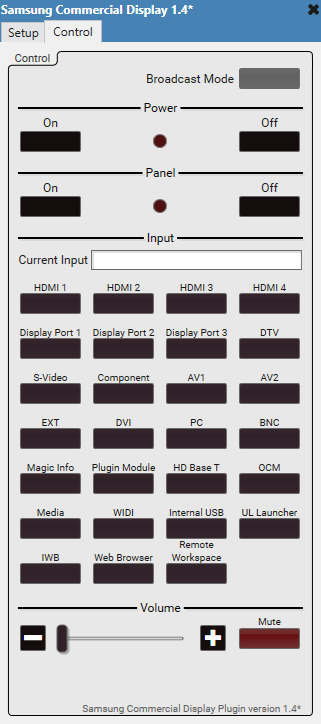 Samsung Commercial Display 1.4*
Setup Control
Control
Broadcast Mode
Power
On Off
Panel
On Off
Input
Current Input
HDMI 1 HDMI 2 HDMI 3 HDMI 4
Display Port 1 Display Port 2 Display Port 3 DTV
S-Video Component AV1 AV2
EXT DVI PC BNC
Magic Info Plugin Module HD Base T OCM
Media WIDI Internal USB UL Launcher
IWB Web Browser Remote
Workspace
Volume
Mute
Samsung Commercial Display Plugin version 1.4*